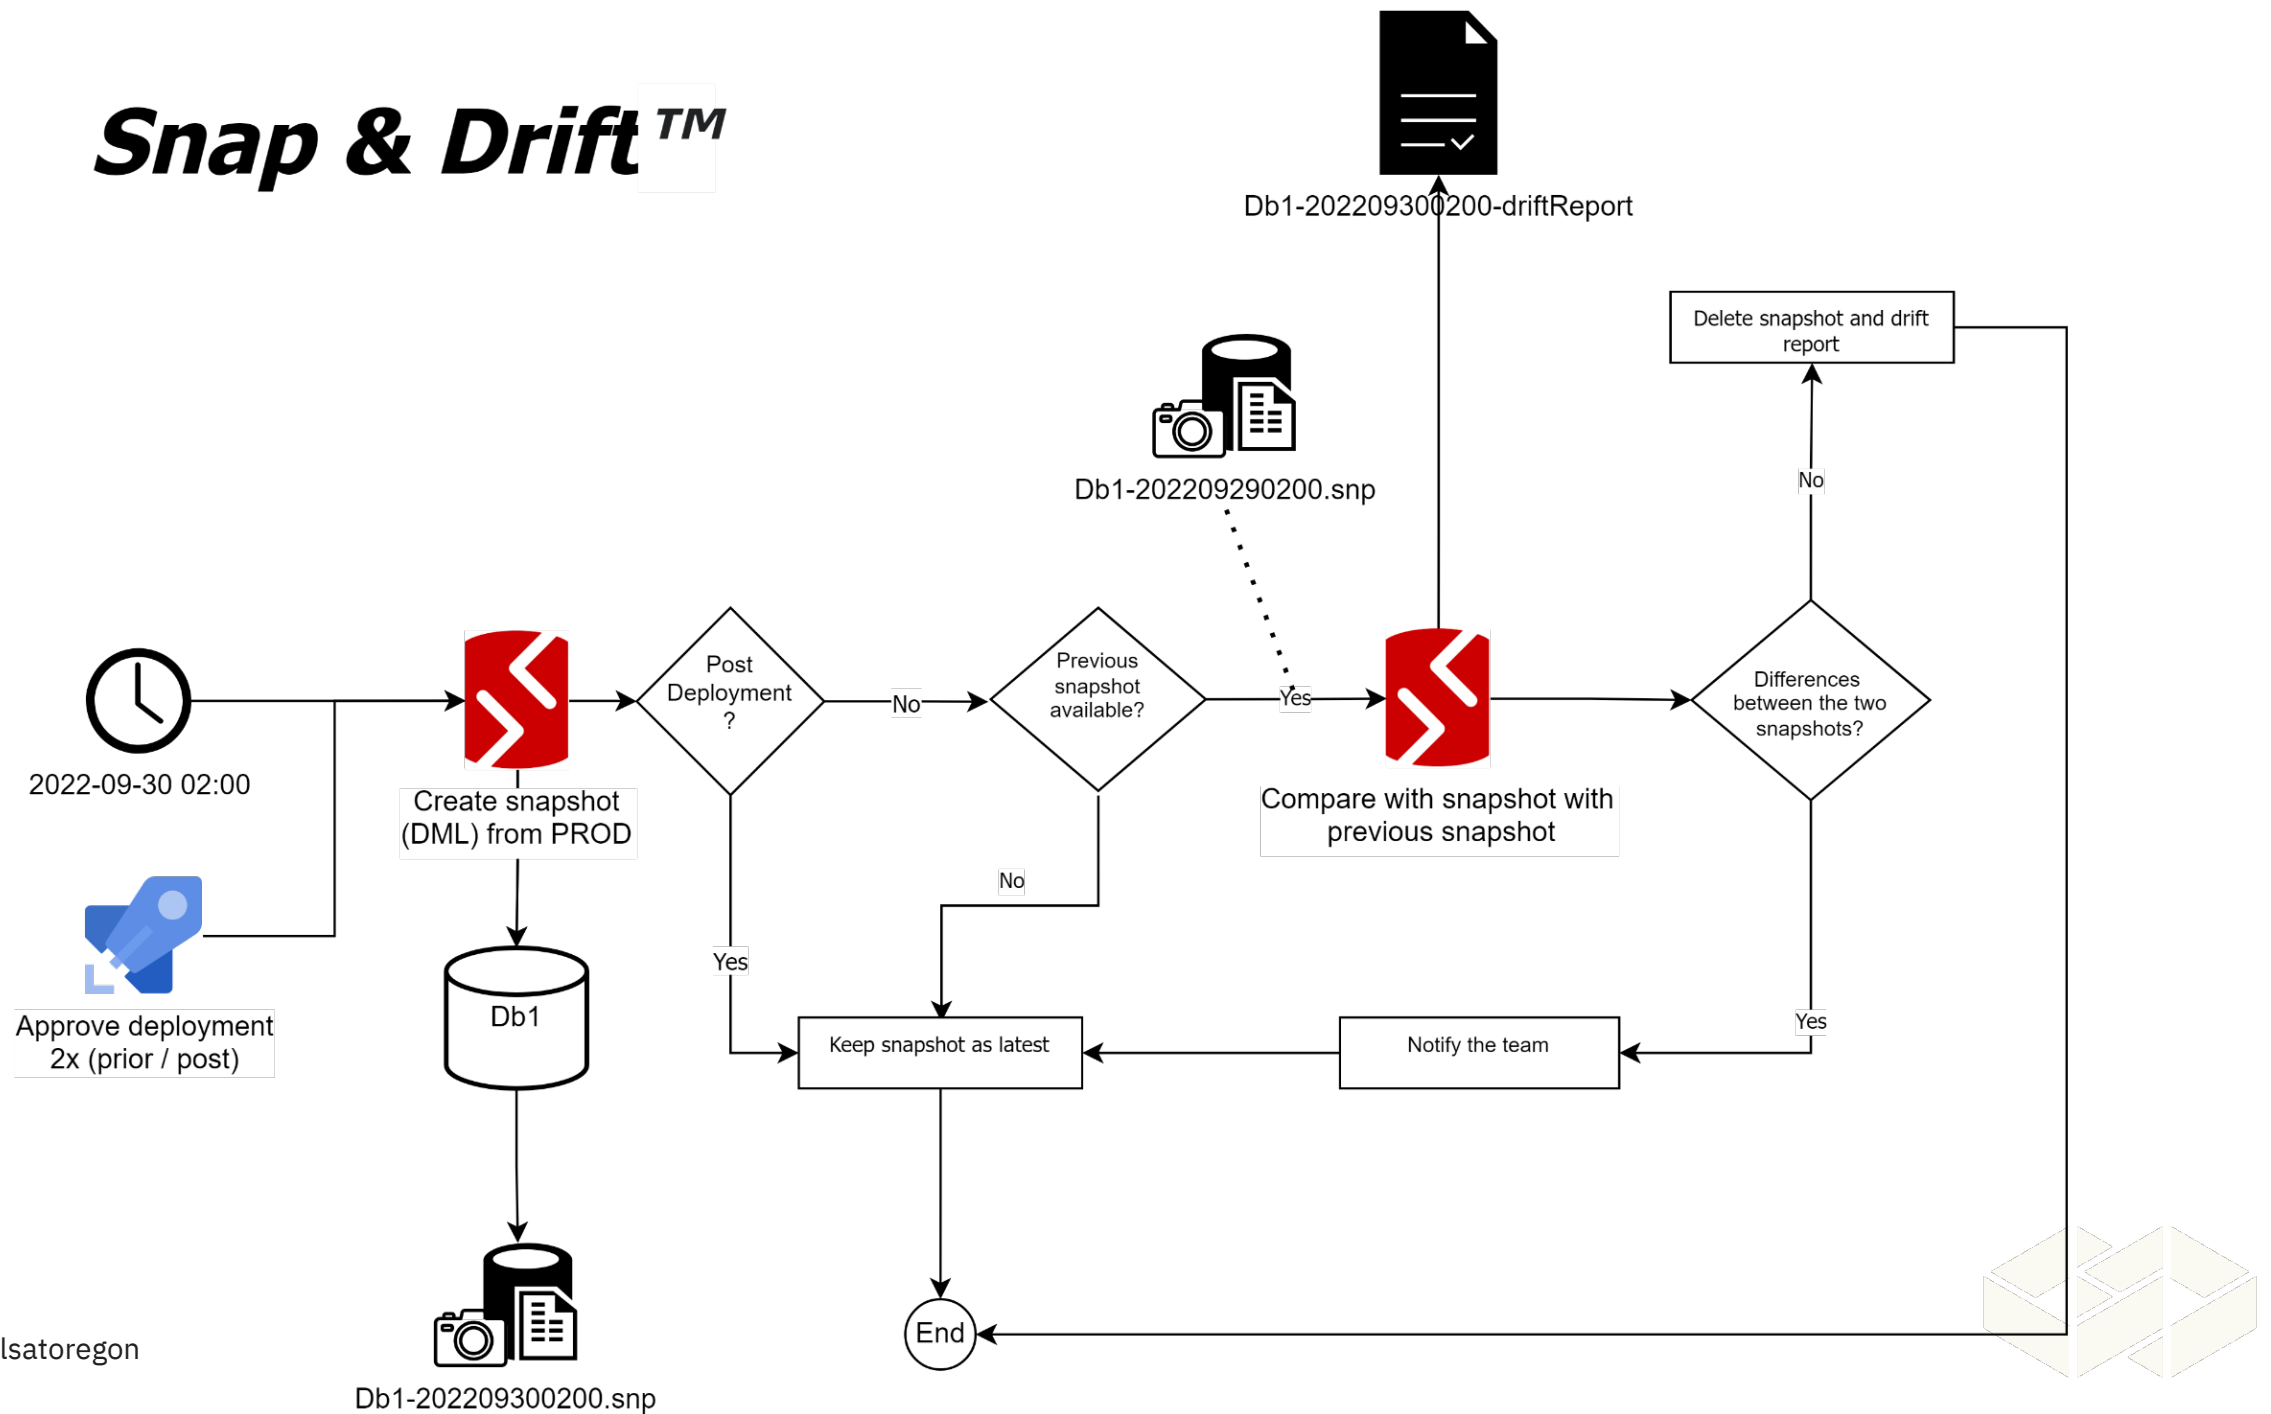 Snap & Drift™
Db1-202209300200-driftReport
Delete snapshot and drift
report
Db1-202209290200.snp
No
Post
Deployment
?
No
Previous
snapshot
available?
Yes
Differences
between the two
snapshots?
2022-09-30 02:00
Create snapshot
(DML) from PROD
Compare with snapshot with
previous snapshot
No
Yes
Db1
Approve deployment
2x (prior / post)
Keep snapshot as latest
Notify the team
Yes
End
lsatoregon
Db1-202209300200.snp